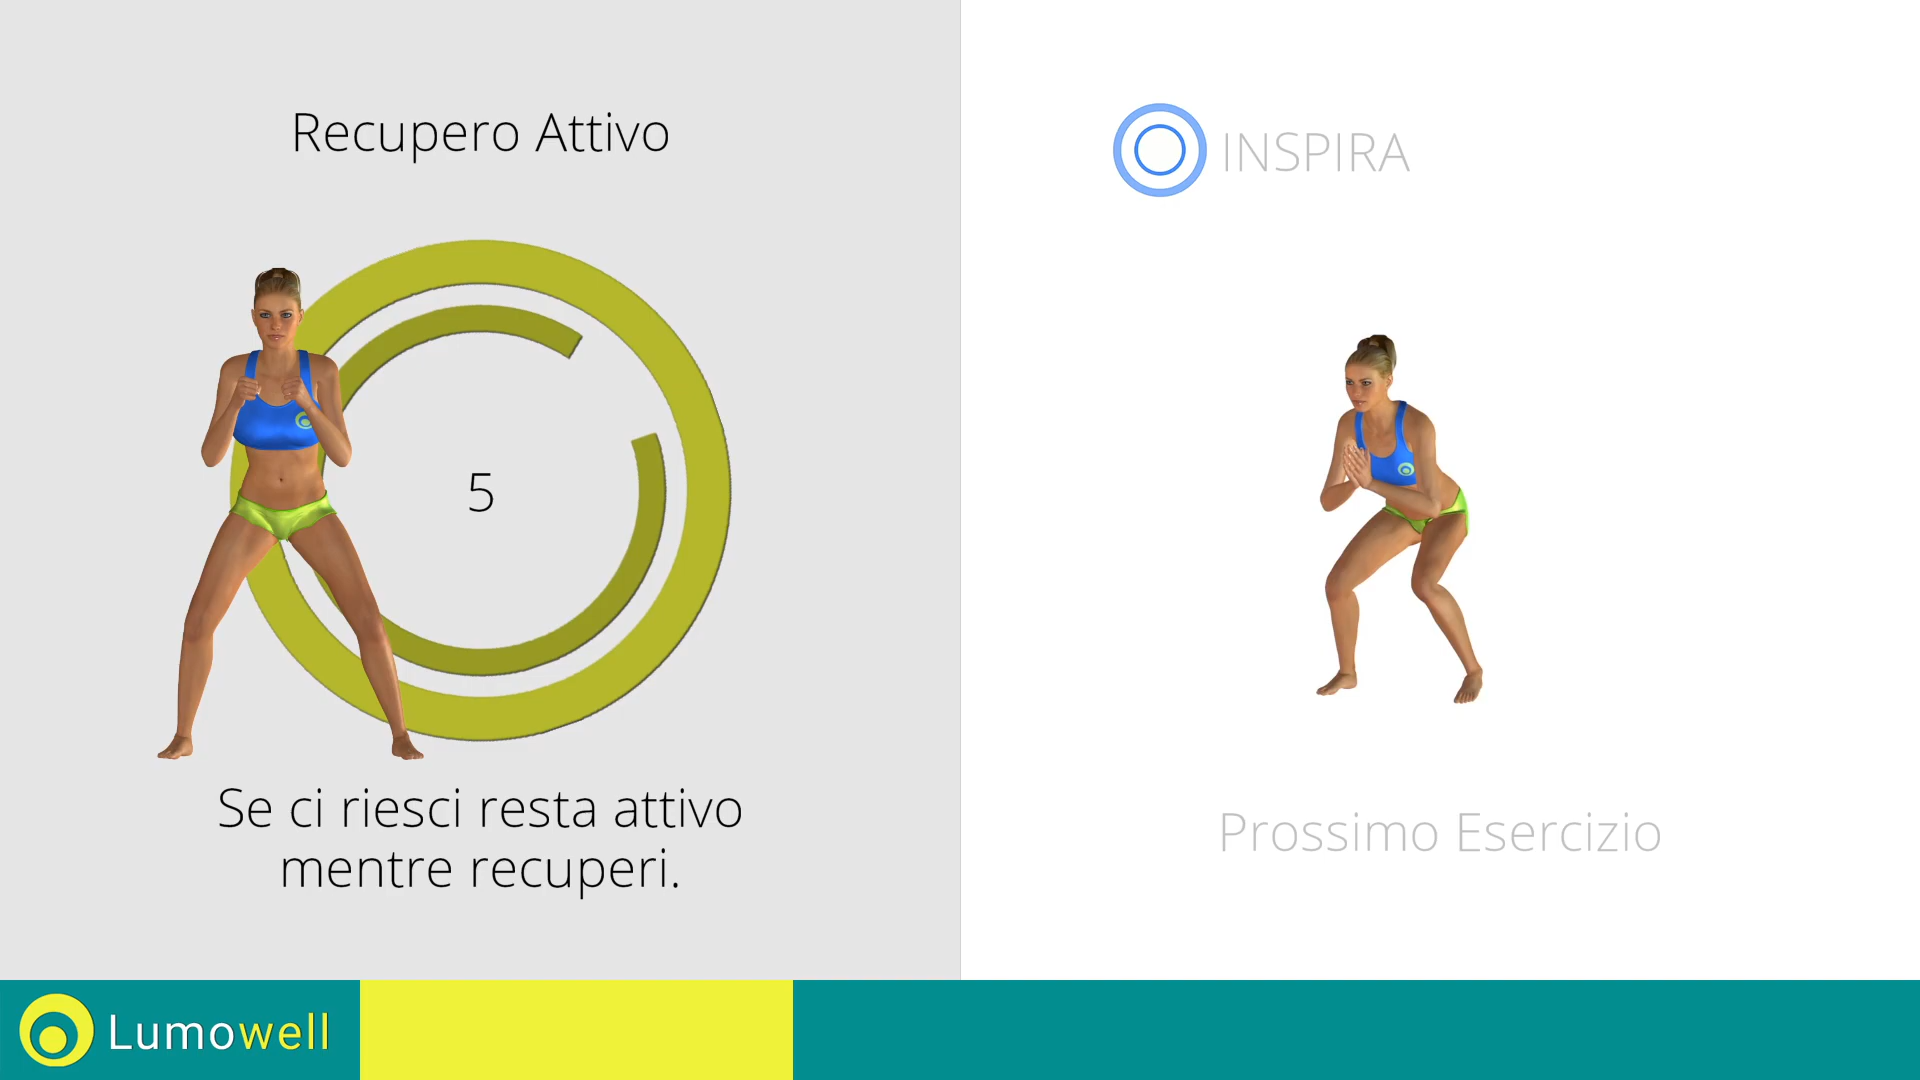 Recupero Attivo
5
Se ci riesci resta attivo
mentre recuperi.
INSPIRA
Prossimo Esercizio
Lumowell